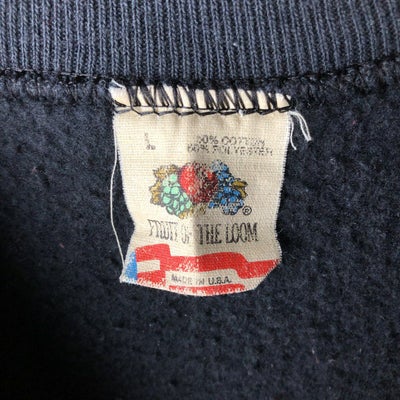 L
50% COTTON
50% POLYESTER
®
FRUIT OF THE LOOM
MADE IN U.S.A.